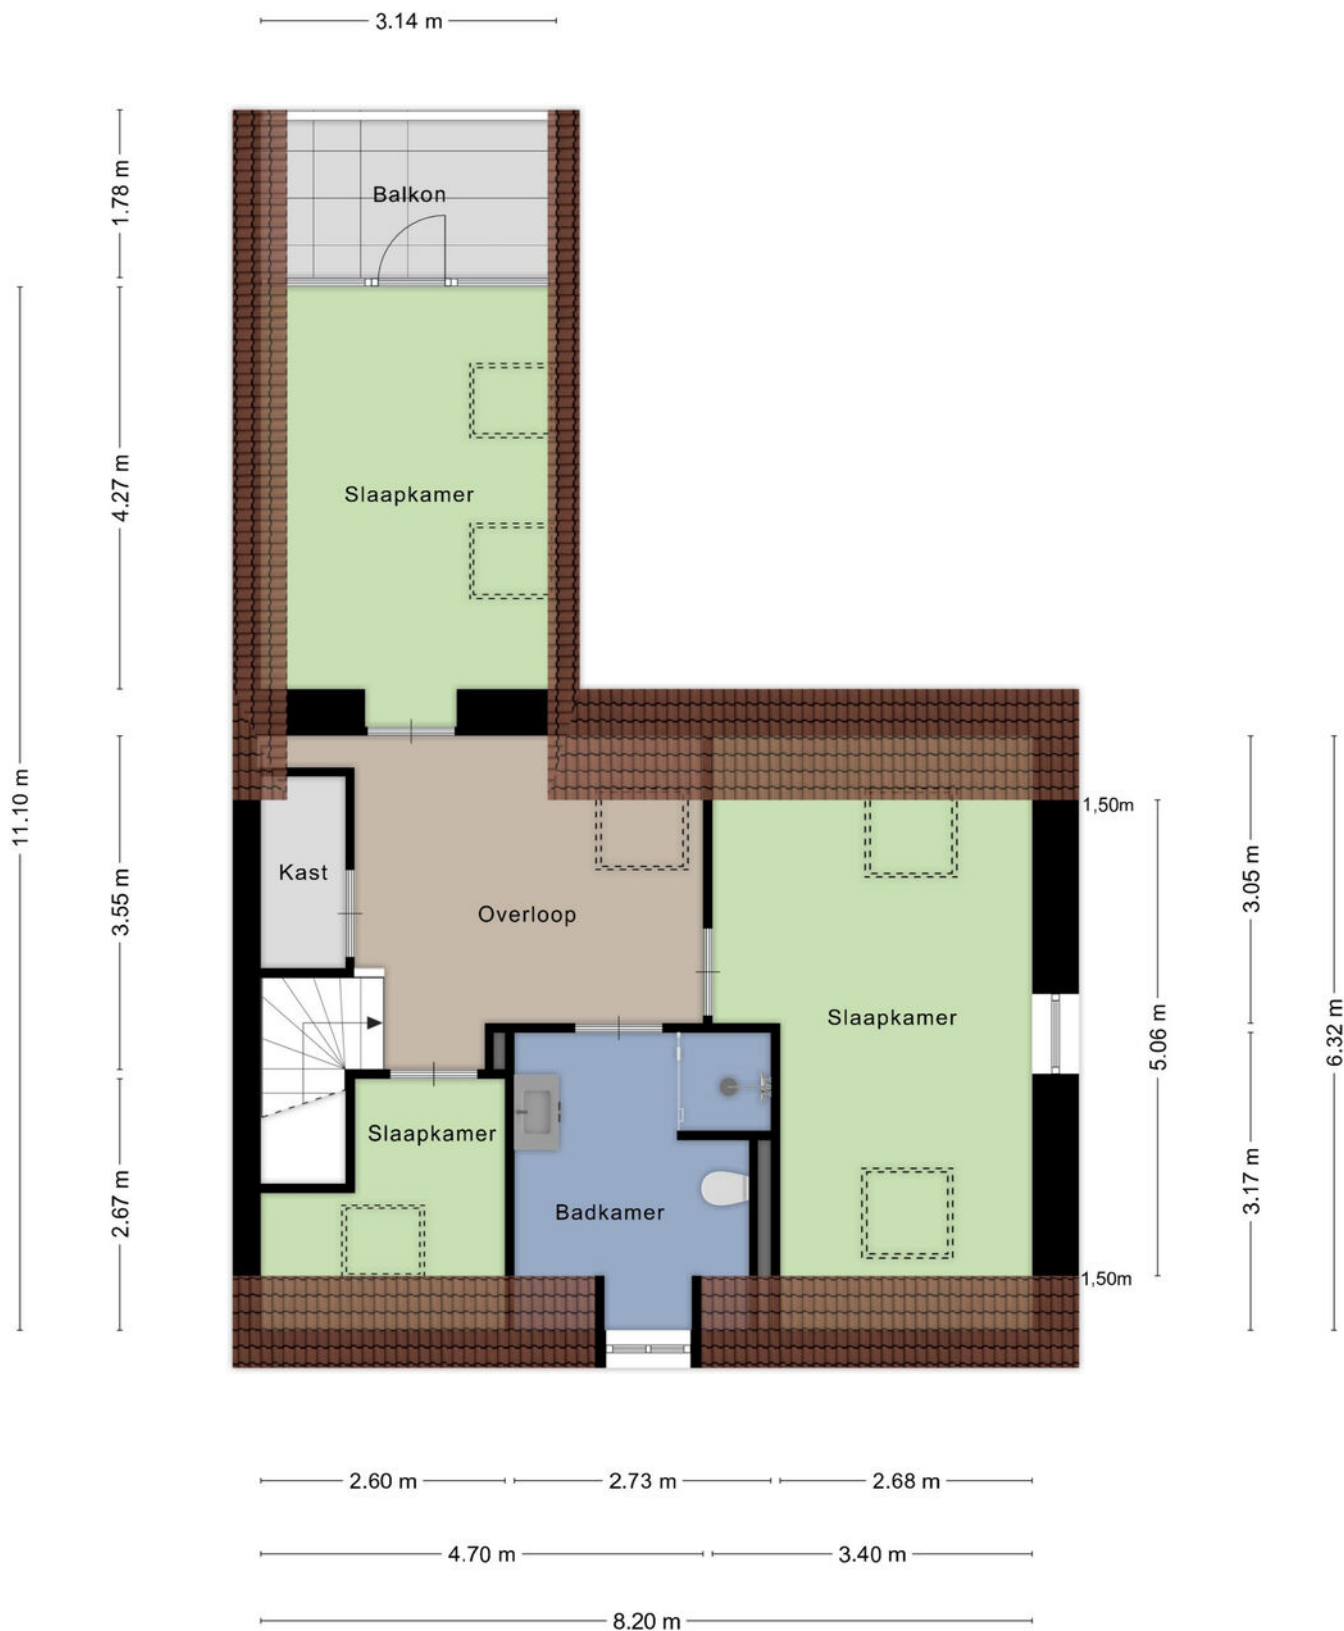 3.14 m
Balkon
1.78 m
4.27 m
Slaapkamer
11.10 m
3.55 m
Kast
Overloop
1,50m
3.05 m
Slaapkamer
5.06 m
6.32 m
Slaapkamer
2.67 m
Badkamer
3.17 m
1,50m
2.60 m
2.73 m
2.68 m
4.70 m
3.40 m
8.20 m